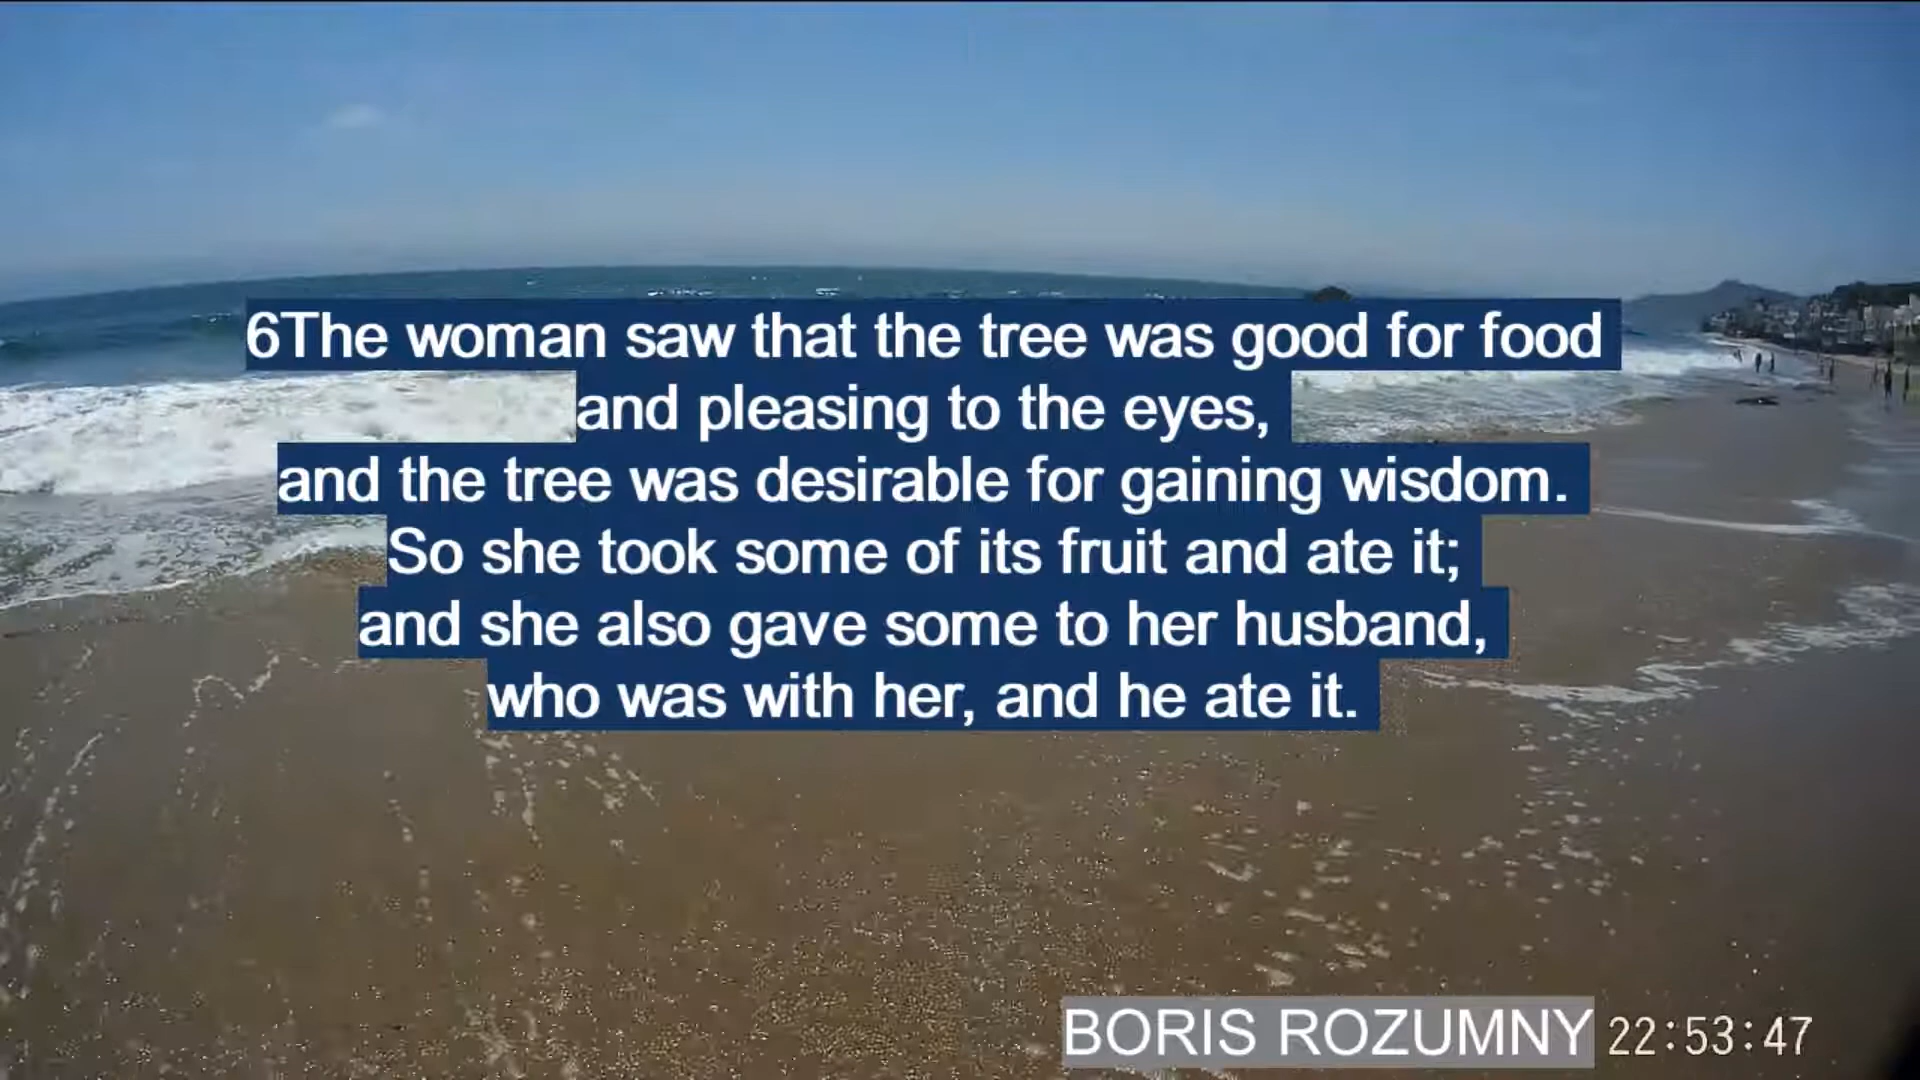 6The woman saw that the tree was good for food
and pleasing to the eyes,
and the tree was desirable for gaining wisdom.
So she took some of its fruit and ate it;
and she also gave some to her husband,
who was with her, and he ate it.
BORIS ROZUMNY 22:53:47